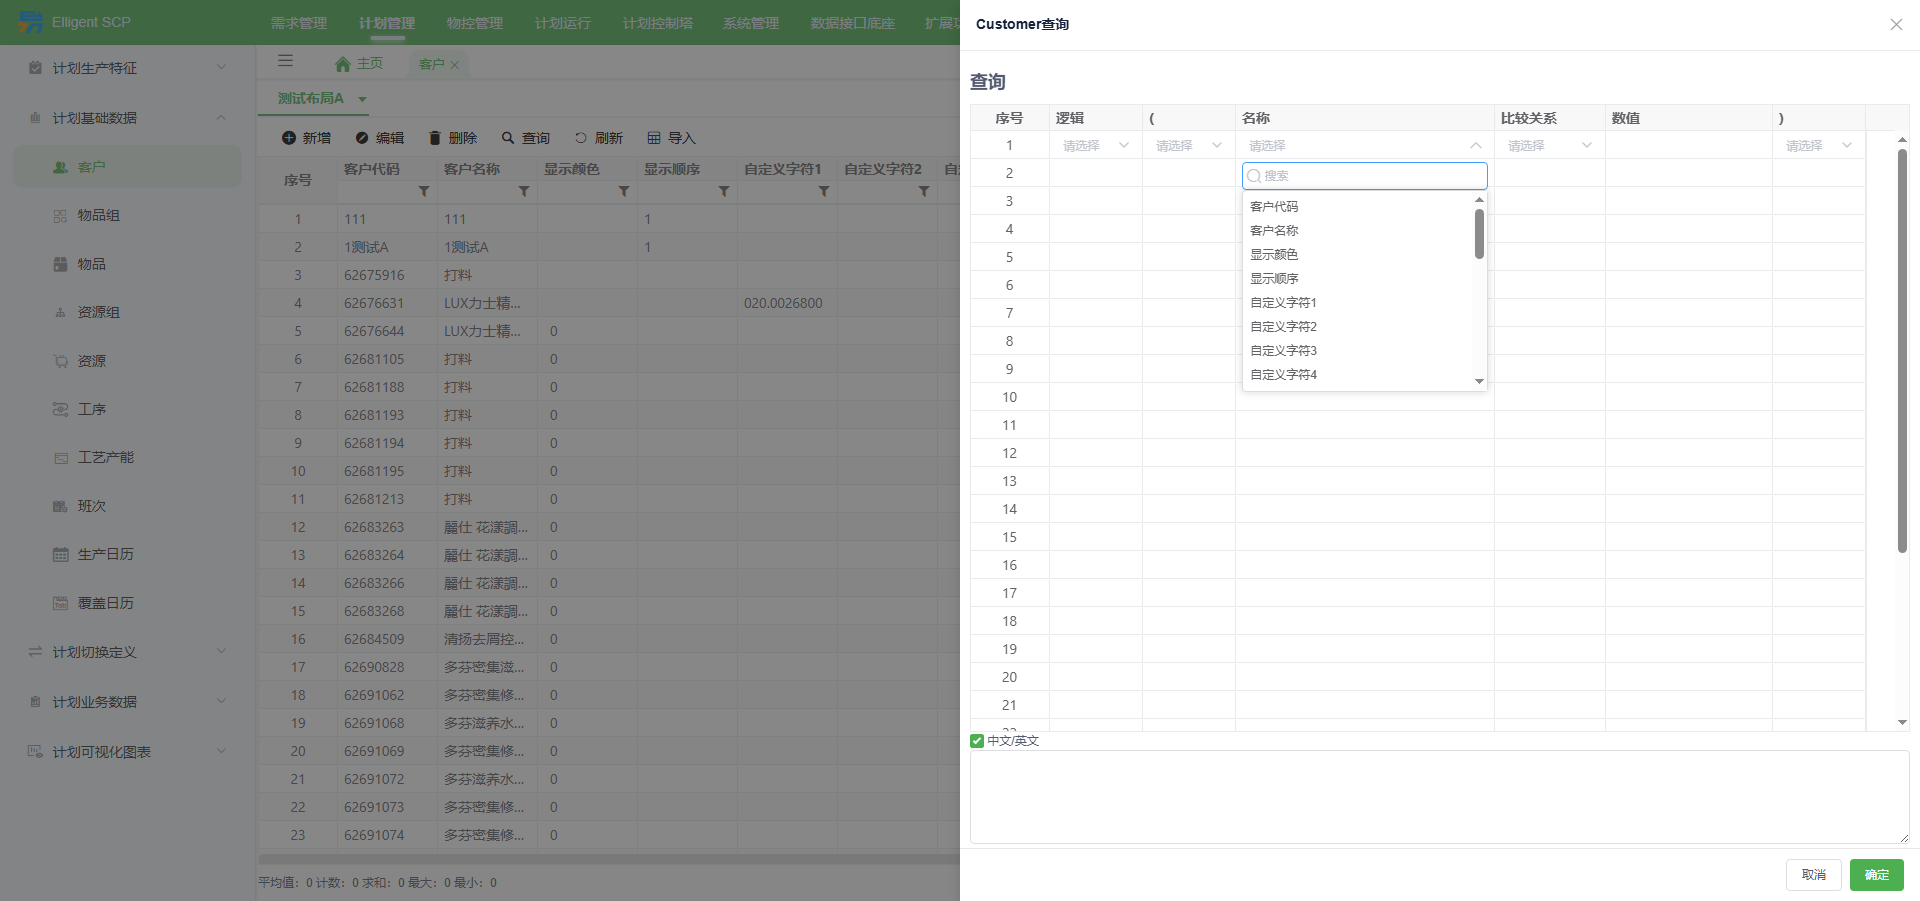 Elligent SCP
需求管理 计划管理 物控管理 计划运行 计划控制塔 系统管理 数据接口底座
计划生产特征
计划基础数据
客户
物品组
物品
资源组
资源
工序
工艺产能
班次
生产日历
覆盖日历
计划切换定义
计划业务数据
计划可视化图表
主页 客户
测试布局A
新增 编辑 删除 查询 刷新 导入
序号 客户代码 客户名称 显示颜色 显示顺序 自定义字符1 自定义字符2
1 111 111 1
2 1测试A 1测试A 1
3 62675916 打料
4 62676631 LUX力士精... 020.0026800
5 62676644 LUX力士精... 0
6 62681105 打料 0
7 62681188 打料 0
8 62681193 打料 0
9 62681194 打料 0
10 62681195 打料 0
11 62681213 打料 0
12 62683263 麗仕 花漾調... 0
13 62683264 麗仕 花漾調... 0
14 62683266 麗仕 花漾調... 0
15 62683268 麗仕 花漾調... 0
16 62684509 清扬去屑控... 0
17 62690828 多芬密集滋... 0
18 62691062 多芬密集修... 0
19 62691068 多芬滋养水... 0
20 62691069 多芬密集修... 0
21 62691072 多芬滋养水... 0
22 62691073 多芬密集修... 0
23 62691074 多芬密集修... 0
平均值：0 计数：0 求和：0 最大：0 最小：0
Customer查询
查询
序号 逻辑 ( 名称 比较关系 数值 )
1 请选择 请选择 请选择 请选择 请选择
搜索
客户代码
客户名称
显示颜色
显示顺序
自定义字符1
自定义字符2
自定义字符3
自定义字符4
2
3
4
5
6
7
8
9
10
11
12
13
14
15
16
17
18
19
20
21
中文/英文
取消 确定